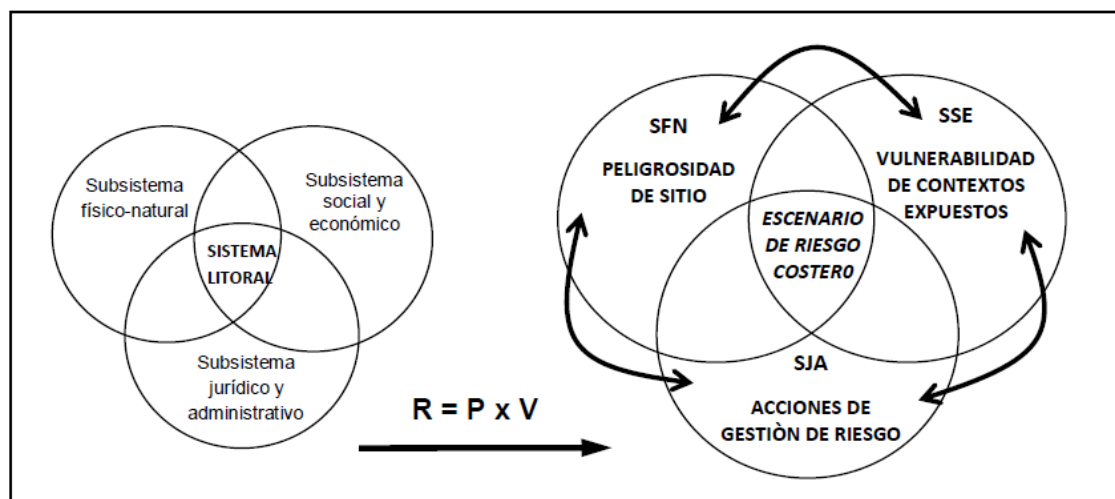 Subsistema
físico-natural
Subsistema
social y
económico
SISTEMA
LITORAL
Subsistema
jurídico y
administrativo
R = P x V
SFN
PELIGROSIDAD
DE SITIO
SSE
VULNERABILIDAD
DE CONTEXTOS
EXPUESTOS
ESCENARIO
DE RIESGO
COSTER0
SJA
ACCIONES DE
GESTIÒN DE RIESGO